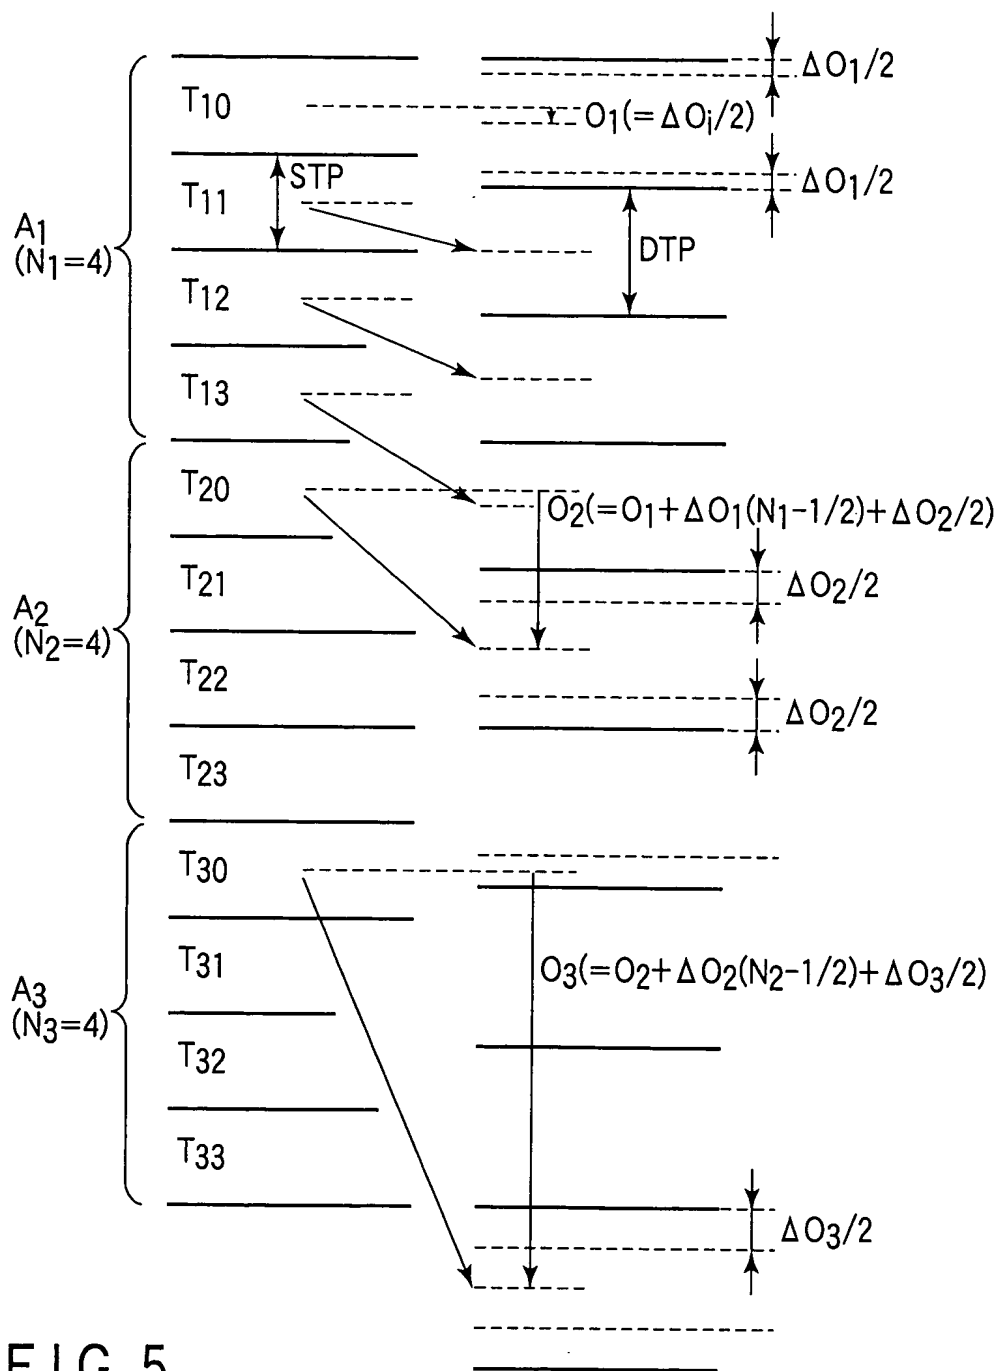 ΔO1/2
T10
O1(=ΔOi/2)
STP
ΔO1/2
T11
A1
(N1=4)
DTP
T12
T13
T20
O2(=O1+ΔO1(N1-1/2)+ΔO2/2)
T21
ΔO2/2
A2
(N2=4)
T22
ΔO2/2
T23
T30
T31
O3(=O2+ΔO2(N2-1/2)+ΔO3/2)
A3
(N3=4)
T32
T33
ΔO3/2
FIG. 5